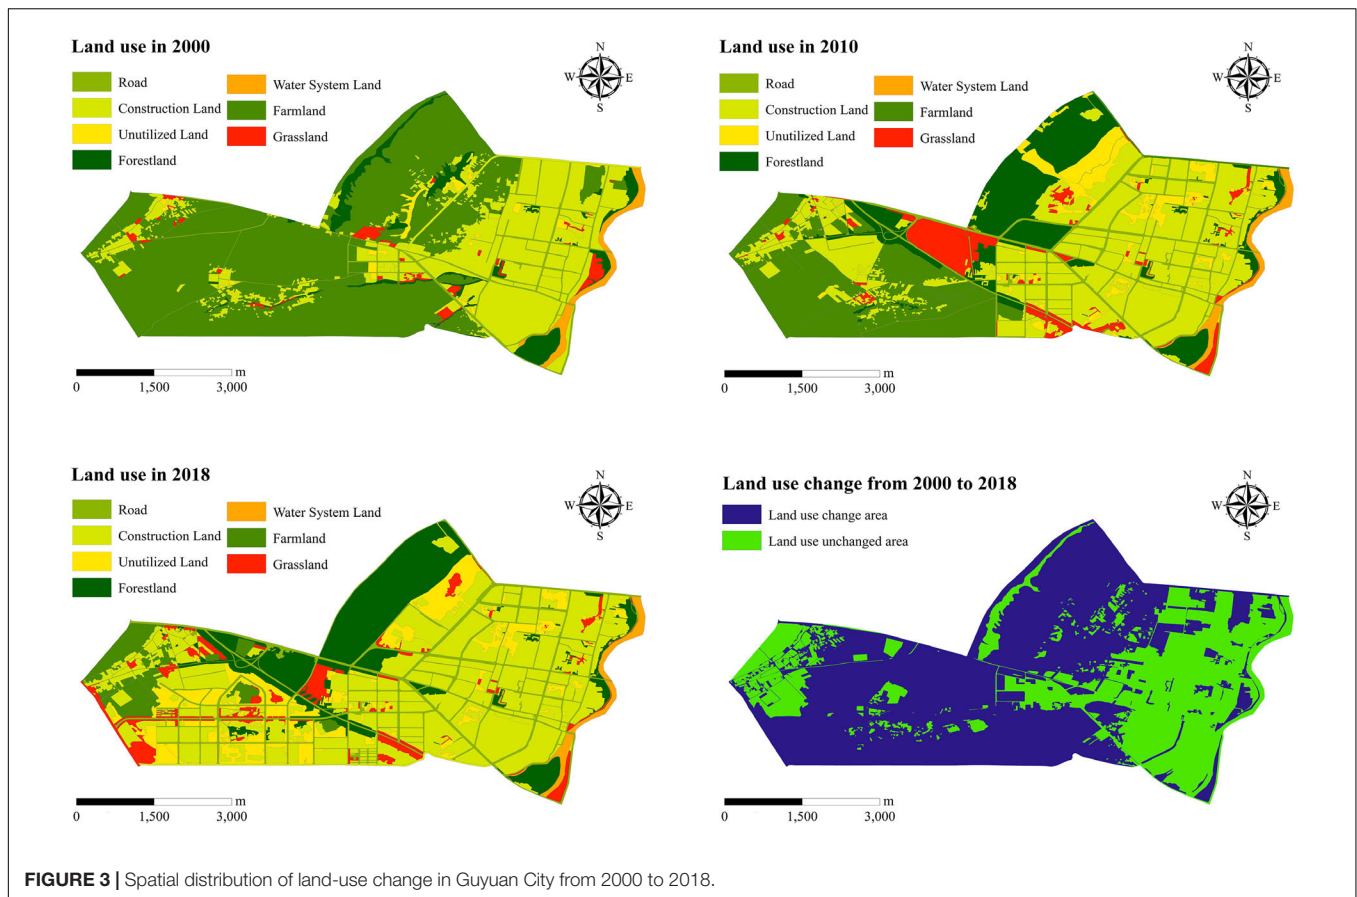 Land use in 2000
Road
Construction Land
Unutilized Land
Forestland
Water System Land
Farmland
Grassland
N
W E
S
0 1,500 3,000 m
Land use in 2010
Road
Construction Land
Unutilized Land
Forestland
Water System Land
Farmland
Grassland
N
W E
S
0 1,500 3,000 m
Land use in 2018
Road
Construction Land
Unutilized Land
Forestland
Water System Land
Farmland
Grassland
N
W E
S
0 1,500 3,000 m
Land use change from 2000 to 2018
Land use change area
Land use unchanged area
N
W E
S
0 1,500 3,000 m
FIGURE 3 | Spatial distribution of land-use change in Guyuan City from 2000 to 2018.